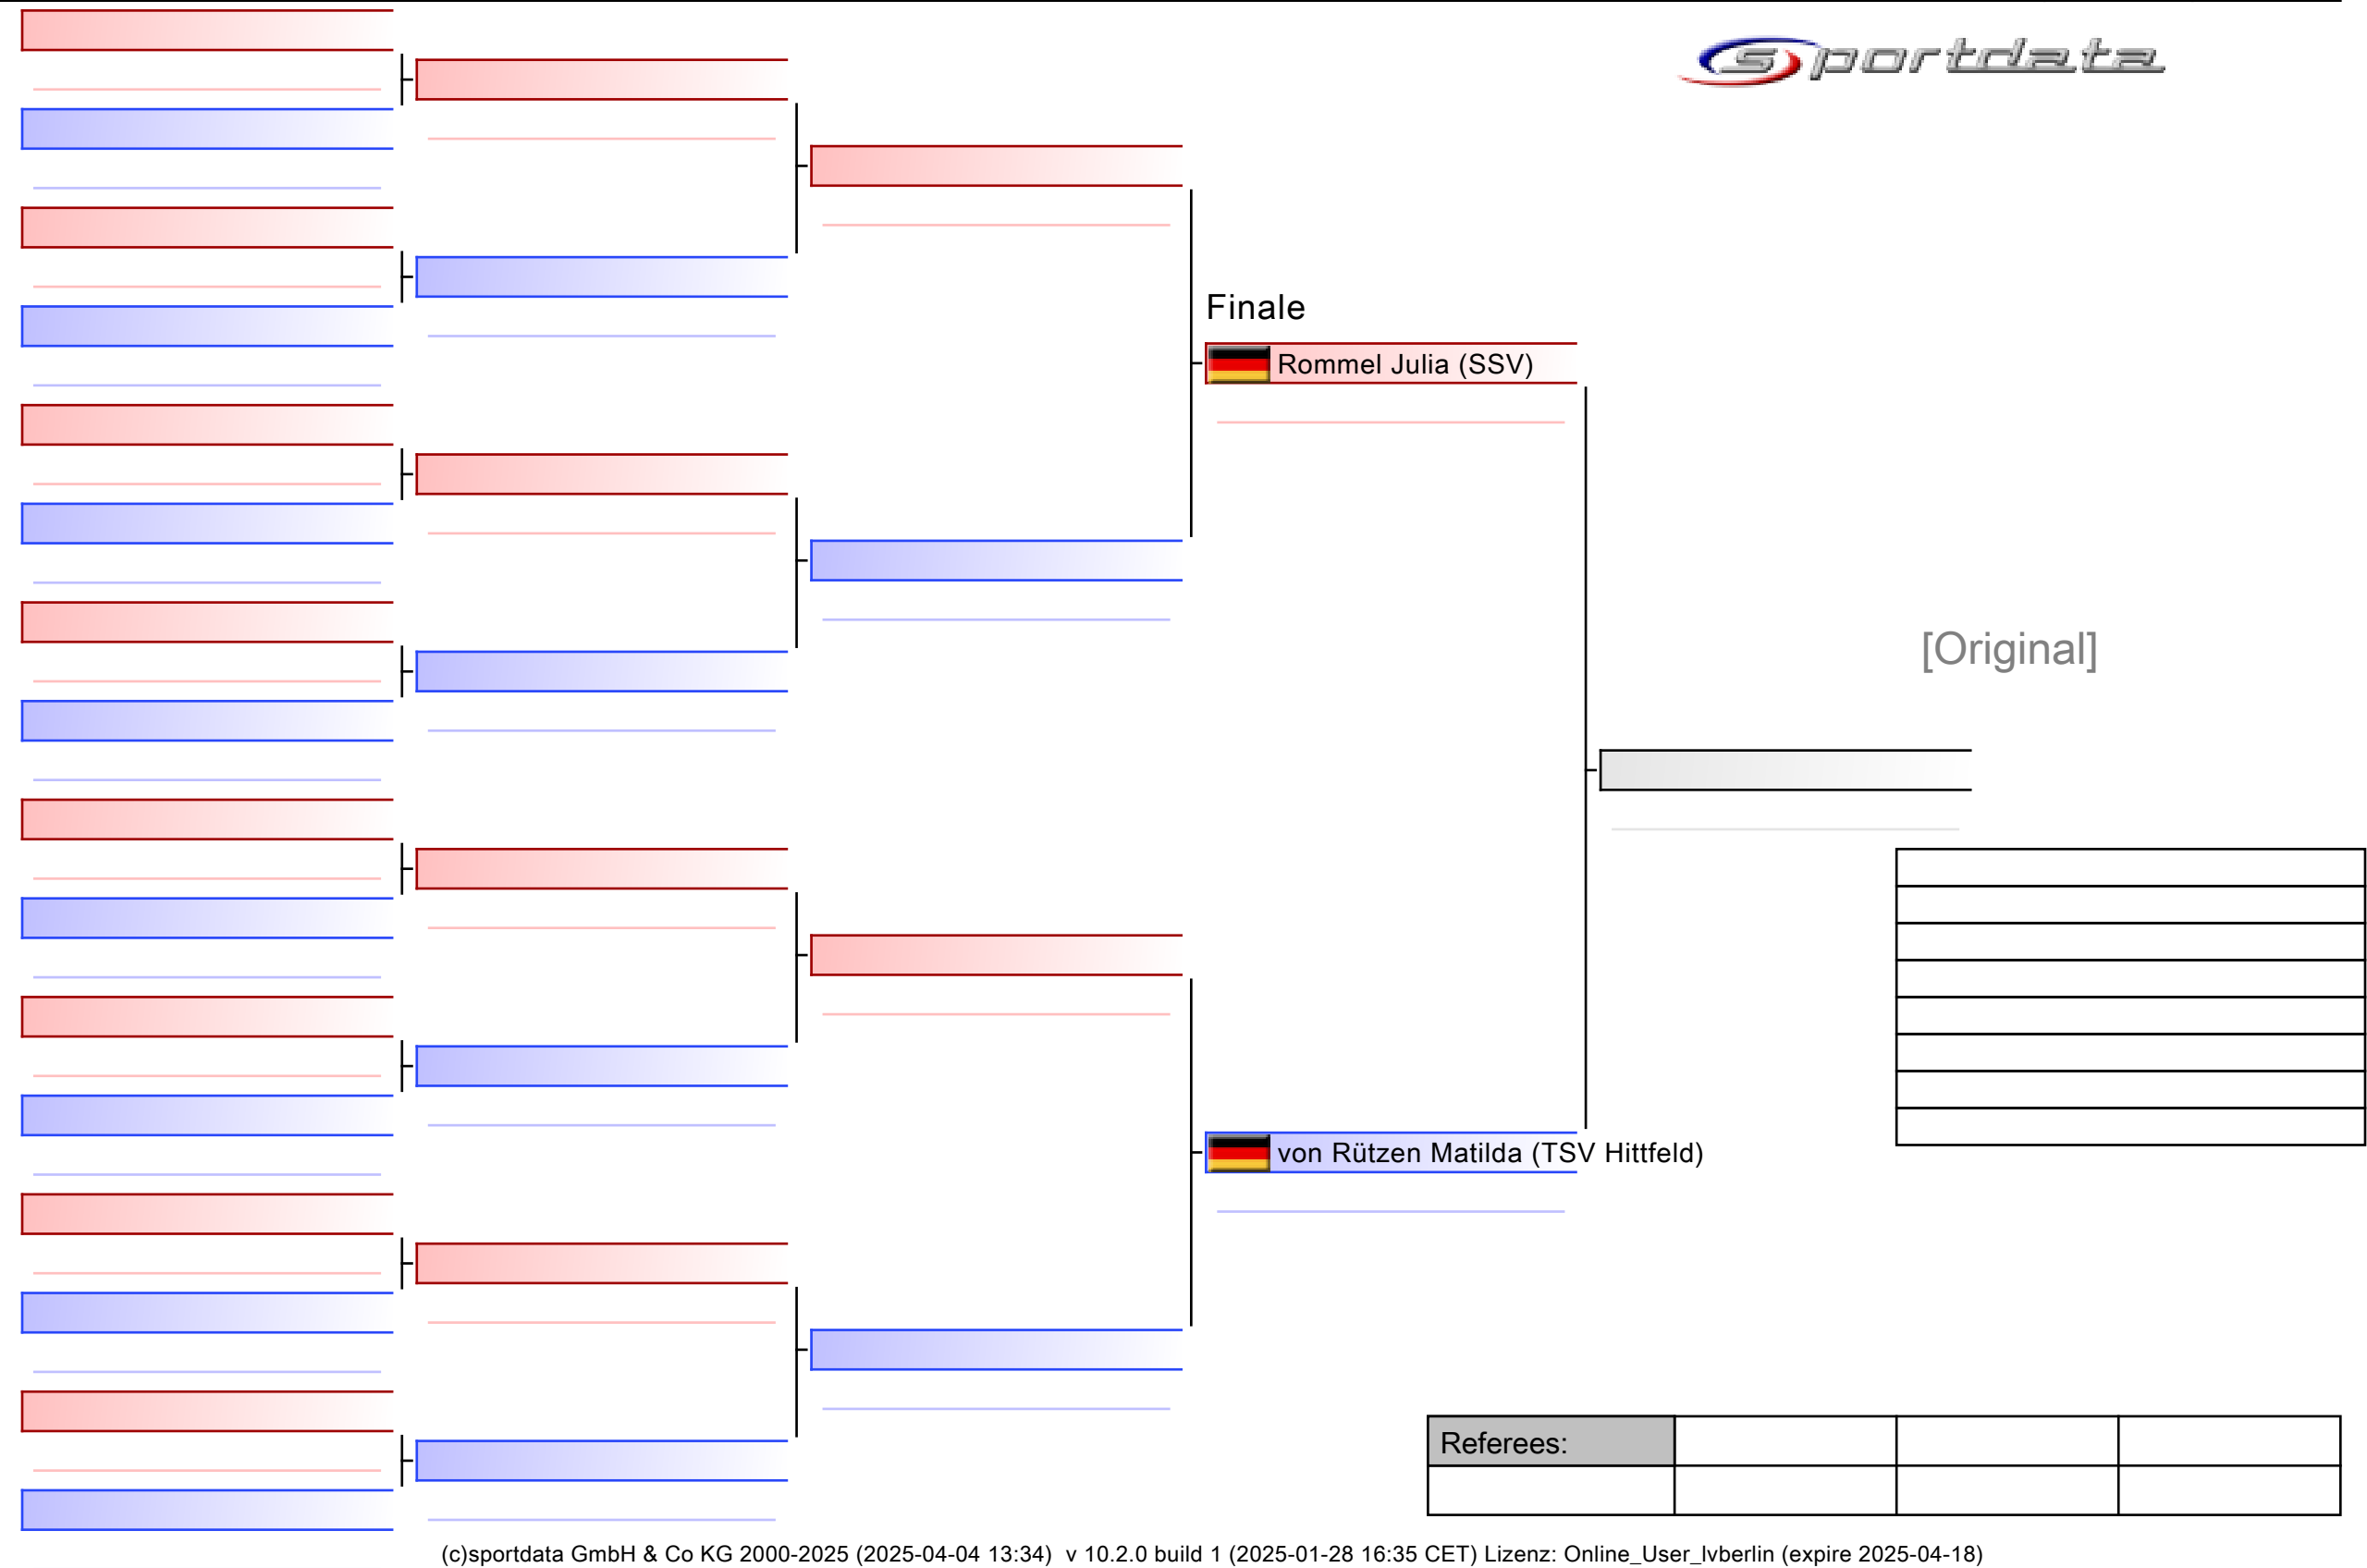 sportdata
Finale
Rommel Julia (SSV)
[Original]
von Rützen Matilda (TSV Hittfeld)
Referees:
(c)sportdata GmbH & Co KG 2000-2025 (2025-04-04 13:34)  v 10.2.0 build 1 (2025-01-28 16:35 CET) Lizenz: Online_User_lvberlin (expire 2025-04-18)